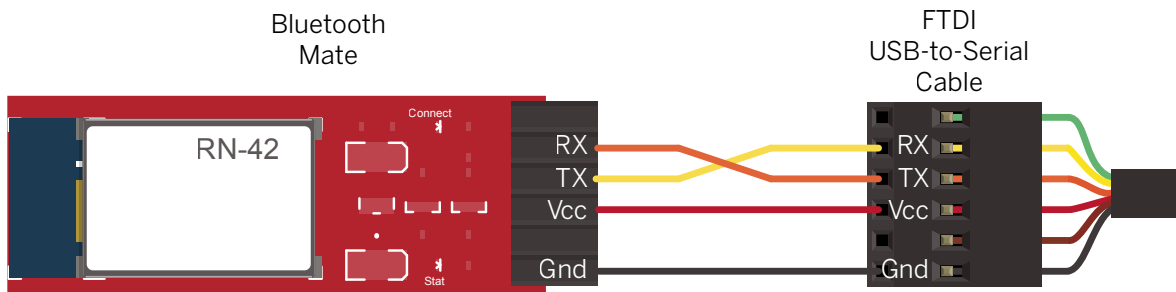 Bluetooth
Mate
FTDI
USB-to-Serial
Cable
Connect
RN-42
RX
TX
Vcc
Gnd
Stat
RX
TX
Vcc
Gnd